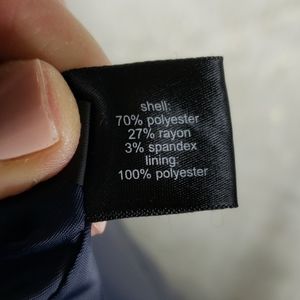 shell:
70% polyester
27% rayon
3% spandex
lining:
100% polyester